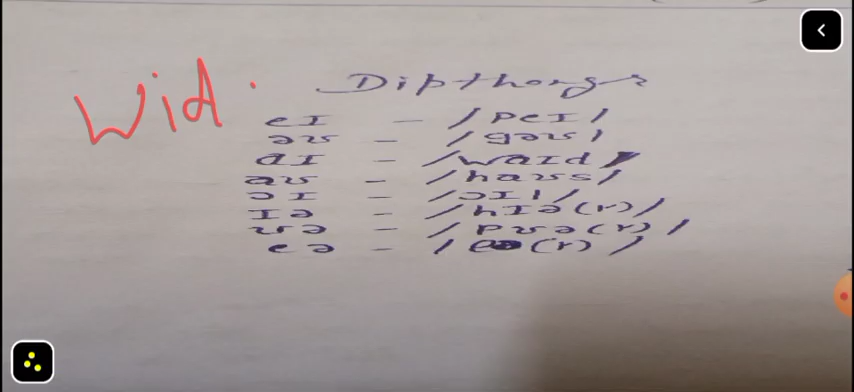 Wid.
Dipthongs
eɪ - /peɪ/
əʊ - /gəʊ/
aɪ - /waɪd/
aʊ - /haʊs/
ɔɪ - /ɔɪl/
ɪə - /hɪə(r)/
ʊə - /pʊə(r)/
eə - / (r)/